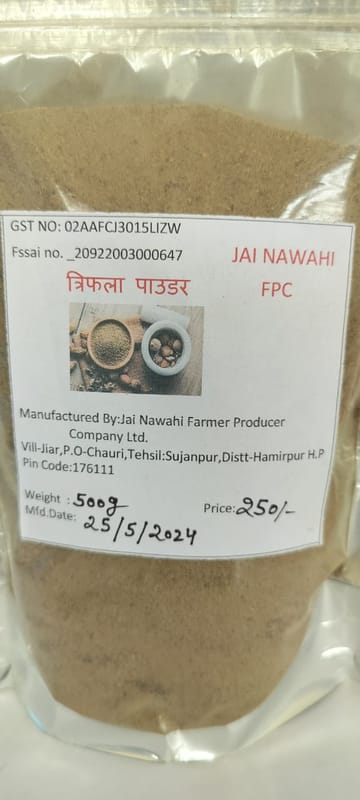 GST NO: 02AAFCJ3015LIZW
Fssai no. _20922003000647
JAI NAWAHI
FPC
त्रिफला पाउडर
Manufactured By:Jai Nawahi Farmer Producer
Company Ltd.
Vill-Jiar,P.O-Chauri,Tehsil:Sujanpur,Distt-Hamirpur H.P
Pin Code:176111
Weight : 500g
Price: 250/-
Mfd.Date: 25/5/2024